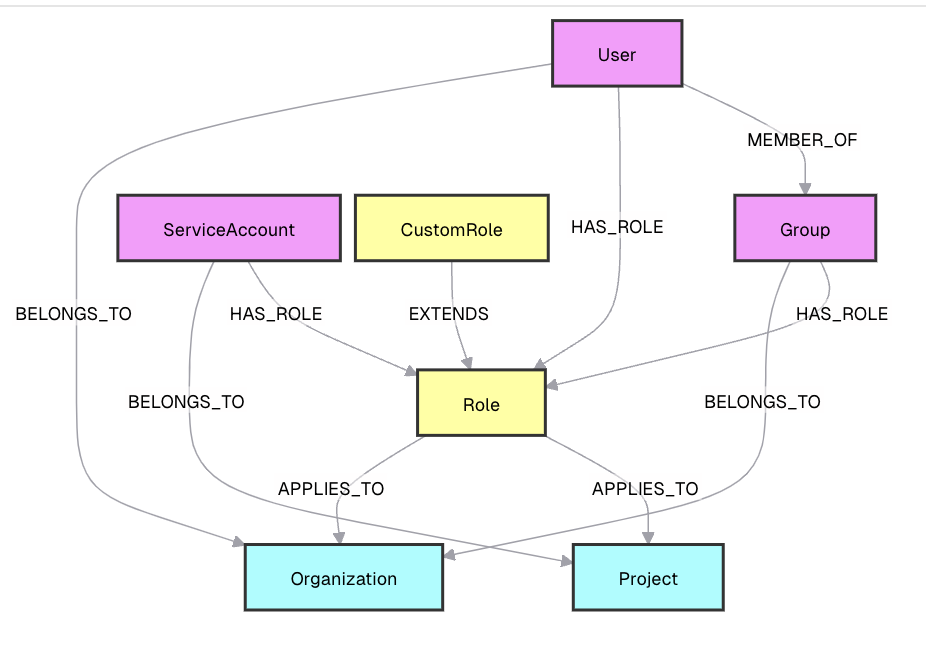 User
MEMBER_OF
ServiceAccount
CustomRole
HAS_ROLE
Group
BELONGS_TO
HAS_ROLE
EXTENDS
HAS_ROLE
BELONGS_TO
Role
BELONGS_TO
APPLIES_TO
APPLIES_TO
Organization
Project